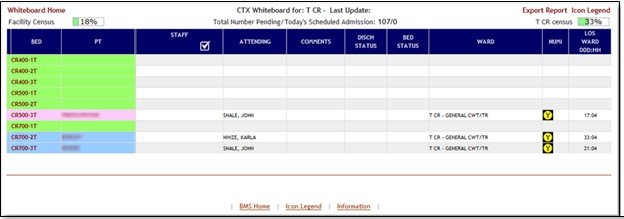 Whiteboard Home CTX Whiteboard for: T CR - Last Update: Export Report Icon Legend
Facility Census 18% Total Number Pending/Today's Scheduled Admission: 107/0 T CR census 33%
BED PT STAFF ATTENDING COMMENTS DISCH STATUS BED STATUS WARD NUMI LOS WARD DDD:HH
CR400-1T
CR400-2T
CR400-3T
CR500-1T
CR500-2T
CR500-3T SHALE, JOHN T CR - GENERAL CWT/TR Y 17:04
CR700-1T
CR700-2T HINZE, KARLA T CR - GENERAL CWT/TR Y 33:04
CR700-3T SHALE, JOHN T CR - GENERAL CWT/TR Y 21:04
| BMS Home | Icon Legend | Information |